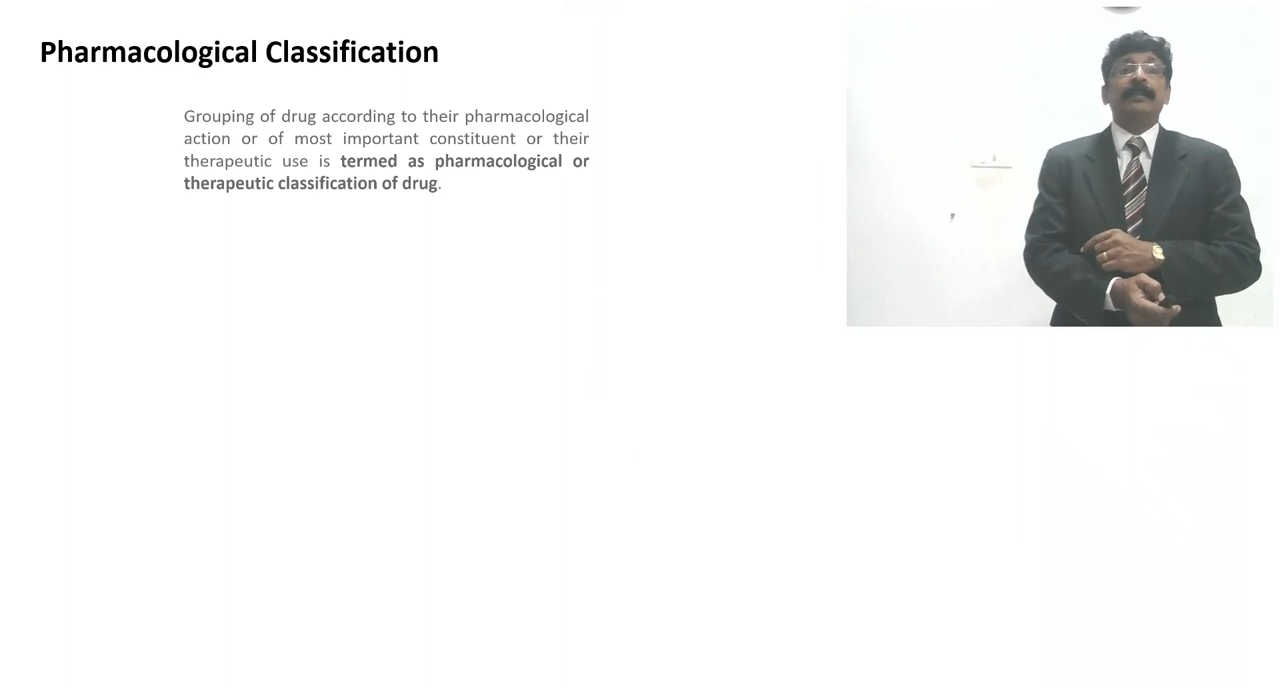 Pharmacological Classification
Grouping of drug according to their pharmacological
action or of most important constituent or their
therapeutic use is termed as pharmacological or
therapeutic classification of drug.